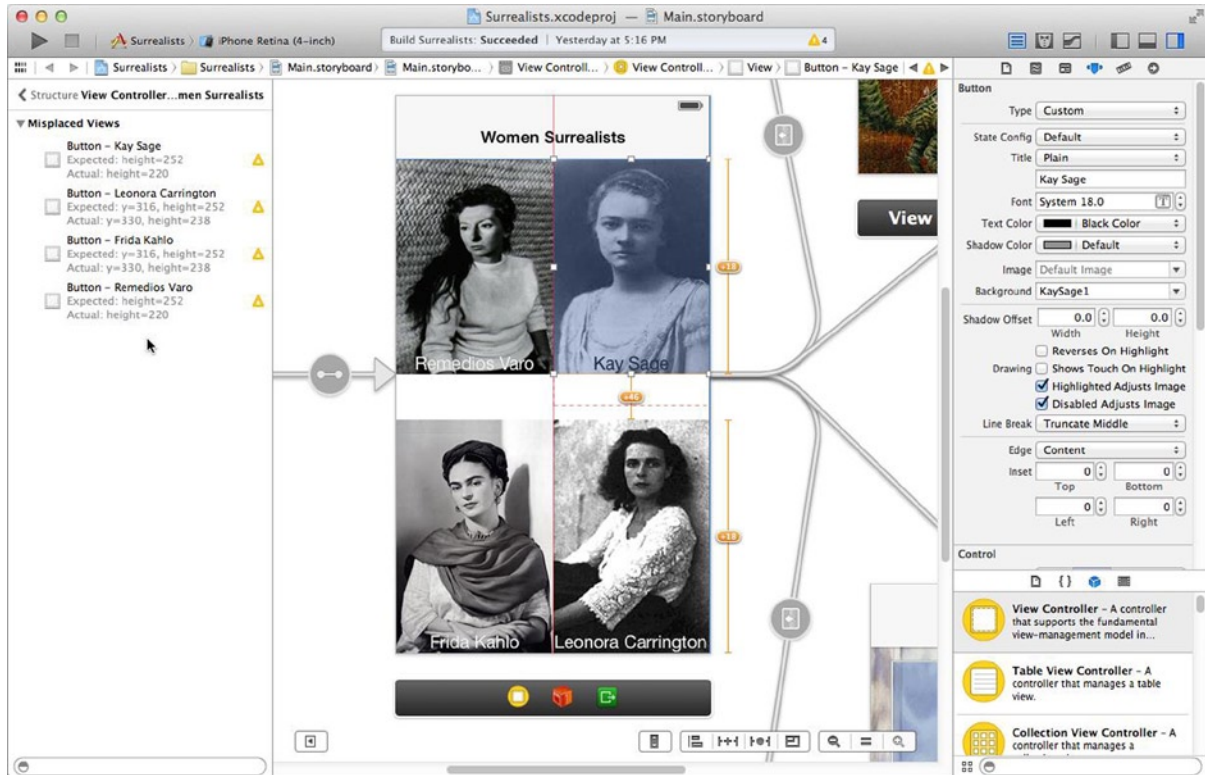 Surrealists.xcodeproj — Main.storyboard
Surrealists iPhone Retina (4-inch)
Build Surrealists: Succeeded Yesterday at 5:16 PM
4
Surrealists Surrealists Main.storyboard Main.storybo... View Controll... View Controll... View Button – Kay Sage
Structure View Controller...men Surrealists
Misplaced Views
Button – Kay Sage
Expected: height=252
Actual: height=220
Button – Leonora Carrington
Expected: y=316, height=252
Actual: y=330, height=238
Button – Frida Kahlo
Expected: y=316, height=252
Actual: y=330, height=238
Button – Remedios Varo
Expected: height=252
Actual: height=220
Women Surrealists
Remedios Varo
Kay Sage
+18
+46
Frida Kahlo
Leonora Carrington
+18
View
Button
Type Custom
State Config Default
Title Plain
Kay Sage
Font System 18.0
Text Color Black Color
Shadow Color Default
Image Default Image
Background KaySage1
Shadow Offset 0.0 0.0
Width Height
Reverses On Highlight
Drawing Shows Touch On Highlight
Highlighted Adjusts Image
Disabled Adjusts Image
Line Break Truncate Middle
Edge Content
Inset 0 0
Top Bottom
0 0
Left Right
Control
View Controller – A controller
that supports the fundamental
view-management model in...
Table View Controller – A
controller that manages a table
view.
Collection View Controller – A
controller that manages a